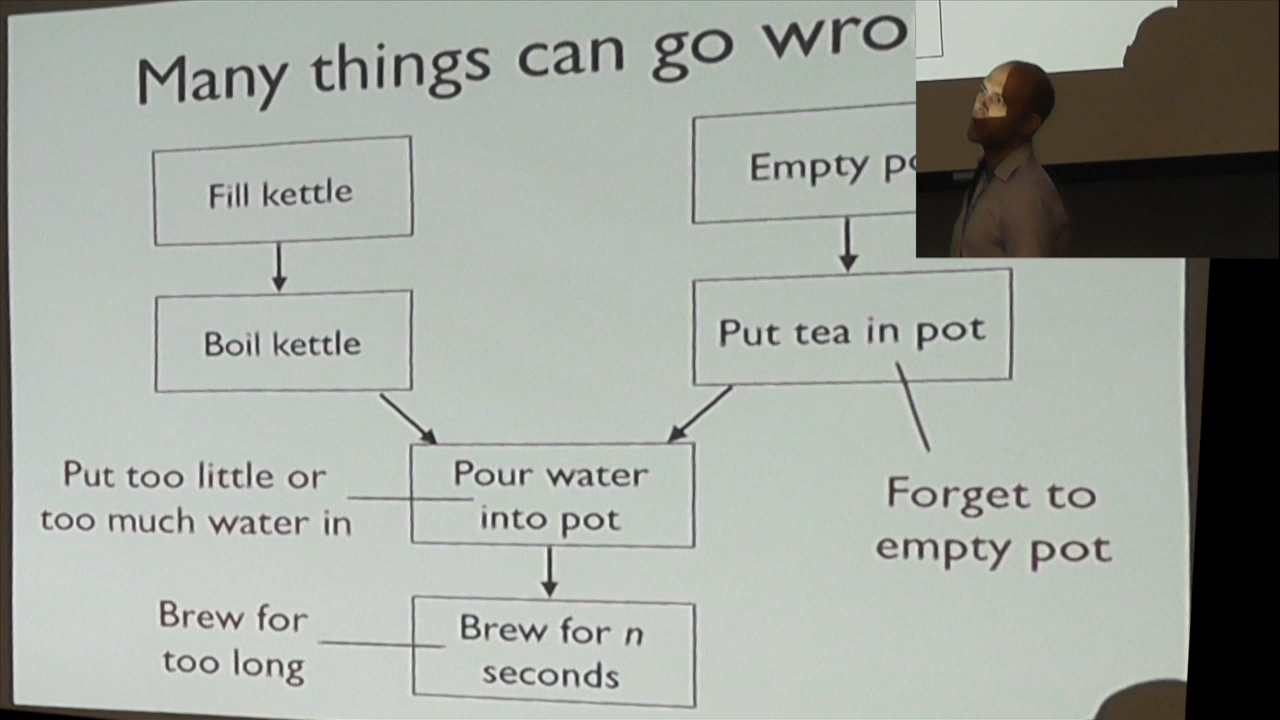 Many things can go wro
Fill kettle
Empty po
Boil kettle
Put tea in pot
Put too little or
too much water in
Pour water
into pot
Forget to
empty pot
Brew for
too long
Brew for n
seconds